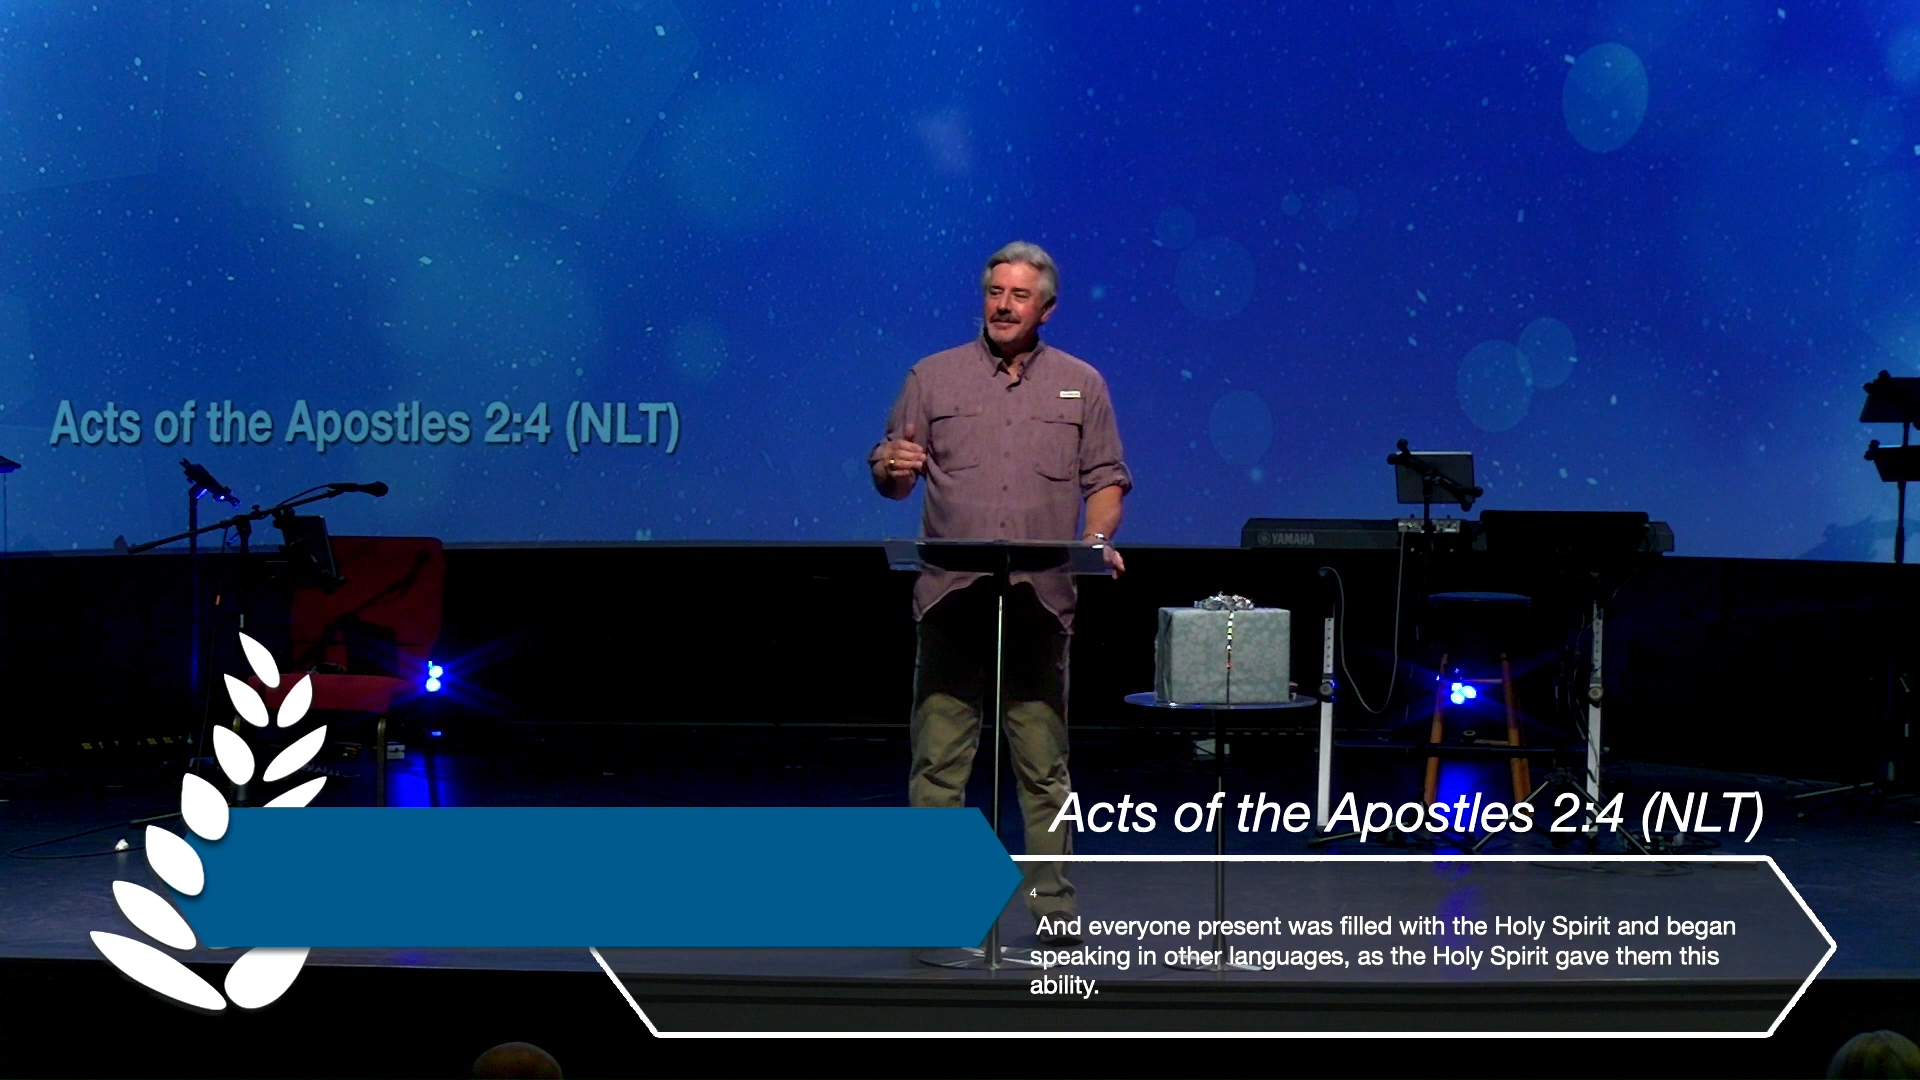 Acts of the Apostles 2:4 (NLT)
YAMAHA
Acts of the Apostles 2:4 (NLT)
4
And everyone present was filled with the Holy Spirit and began
speaking in other languages, as the Holy Spirit gave them this
ability.